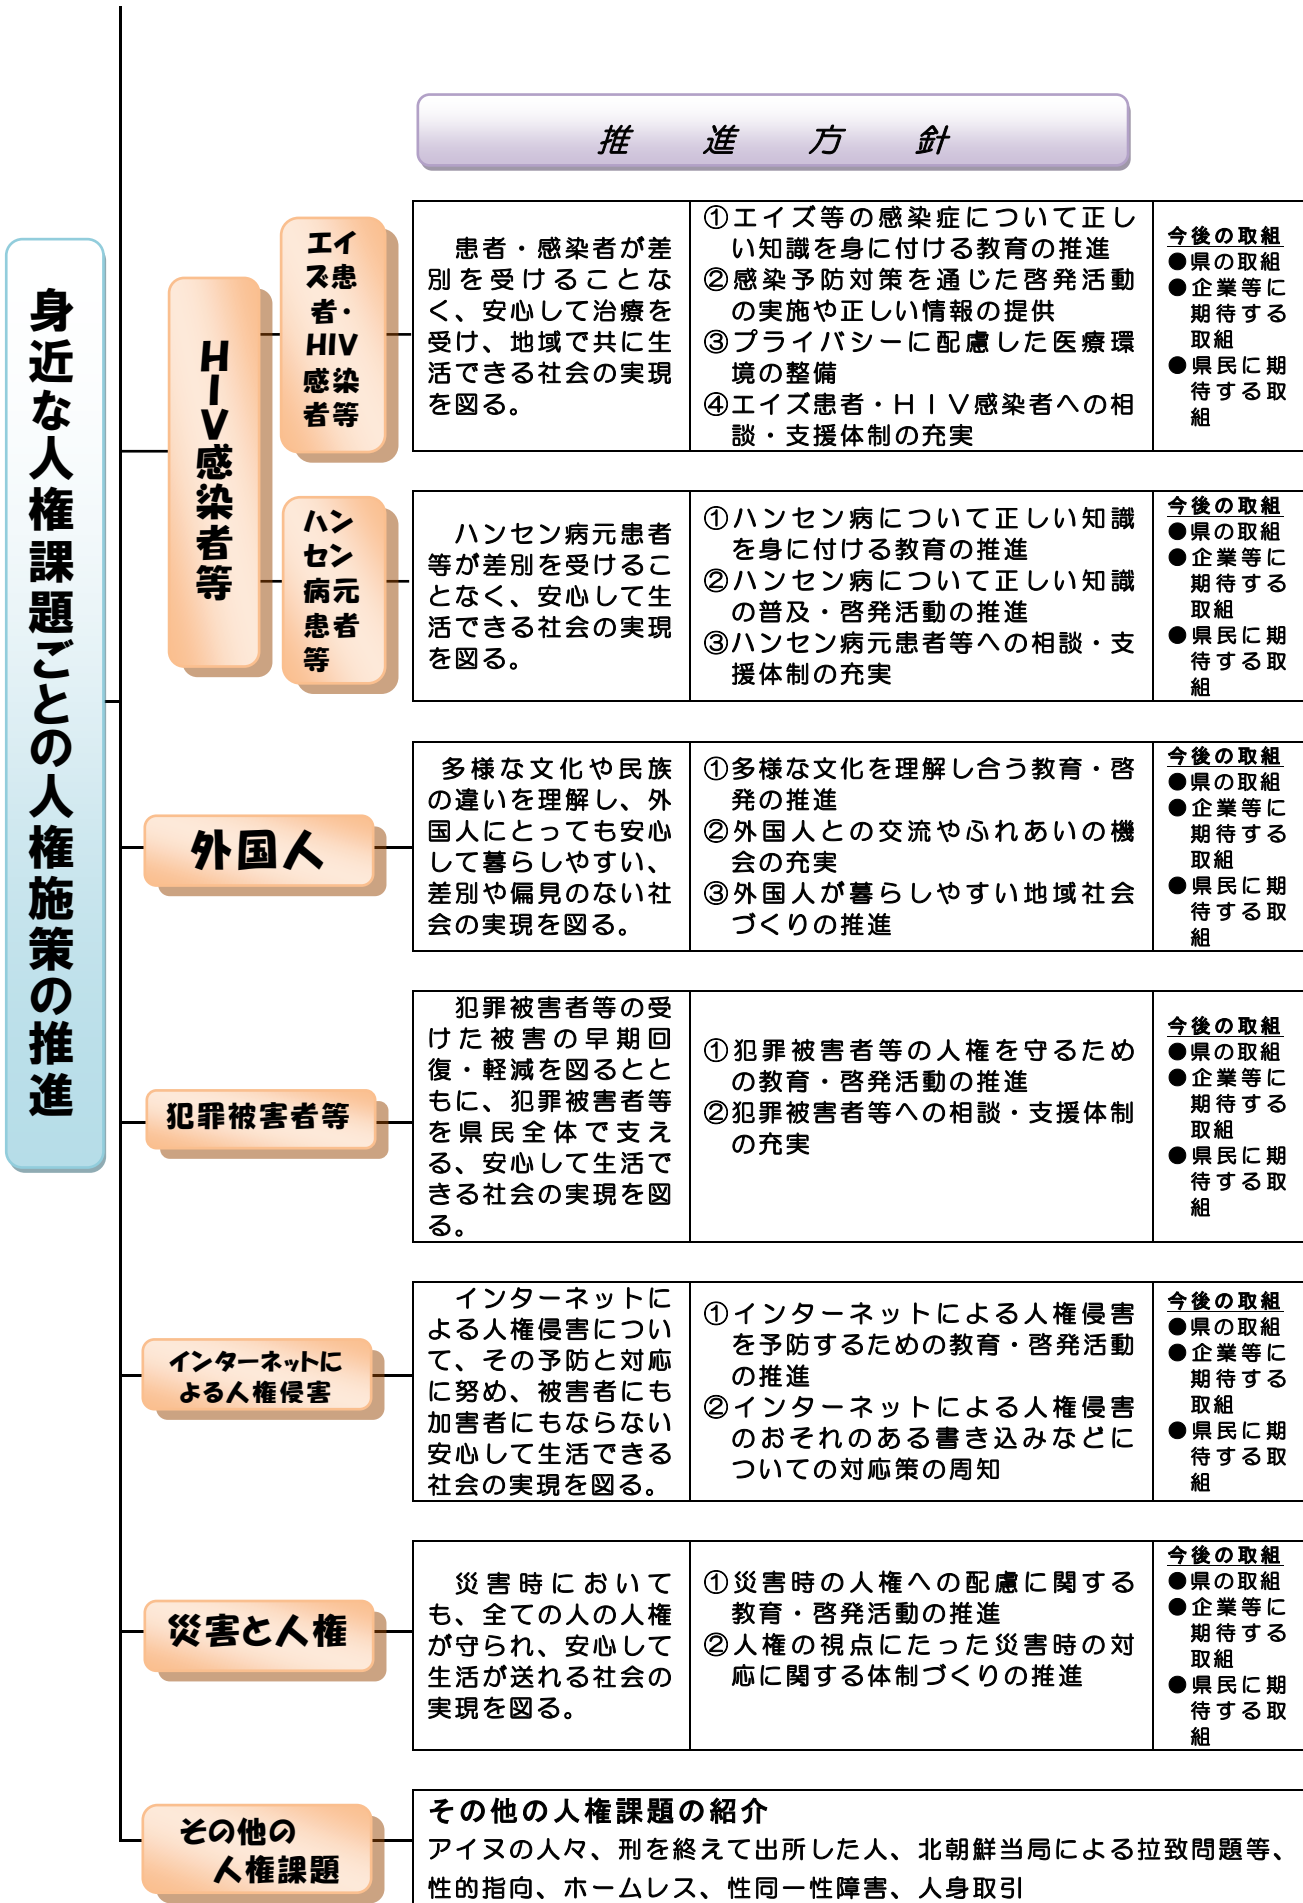 推進方針
身近な人権課題ごとの人権施策の推進
HIV感染者等
エイ
ズ患
者・
HIV
感染
者等
患者・感染者が差
別を受けることな
く、安心して治療を
受け、地域で共に生
活できる社会の実現
を図る。
①エイズ等の感染症について正し
い知識を身に付ける教育の推進
②感染予防対策を通じた啓発活動
の実施や正しい情報の提供
③プライバシーに配慮した医療環
境の整備
④エイズ患者・HIV感染者への相
談・支援体制の充実
今後の取組
●県の取組
●企業等に
期待する
取組
●県民に期
待する取
組
ハン
セン
病元
患者
等
ハンセン病元患者
等が差別を受けるこ
となく、安心して生
活できる社会の実現
を図る。
①ハンセン病について正しい知識
を身に付ける教育の推進
②ハンセン病について正しい知識
の普及・啓発活動の推進
③ハンセン病元患者等への相談・支
援体制の充実
今後の取組
●県の取組
●企業等に
期待する
取組
●県民に期
待する取
組
外国人
多様な文化や民族
の違いを理解し、外
国人にとっても安心
して暮らしやすい、
差別や偏見のない社
会の実現を図る。
①多様な文化を理解し合う教育・啓
発の推進
②外国人との交流やふれあいの機
会の充実
③外国人が暮らしやすい地域社会
づくりの推進
今後の取組
●県の取組
●企業等に
期待する
取組
●県民に期
待する取
組
犯罪被害者等
犯罪被害者等の受
けた被害の早期回
復・軽減を図るとと
もに、犯罪被害者等
を県民全体で支え
る、安心して生活で
きる社会の実現を図
る。
①犯罪被害者等の人権を守るため
の教育・啓発活動の推進
②犯罪被害者等への相談・支援体制
の充実
今後の取組
●県の取組
●企業等に
期待する
取組
●県民に期
待する取
組
インターネットに
よる人権侵害
インターネットに
よる人権侵害につい
て、その予防と対応
に努め、被害者にも
加害者にもならない
安心して生活できる
社会の実現を図る。
①インターネットによる人権侵害
を予防するための教育・啓発活動
の推進
②インターネットによる人権侵害
のおそれのある書き込みなどに
ついての対応策の周知
今後の取組
●県の取組
●企業等に
期待する
取組
●県民に期
待する取
組
災害と人権
災害時において
も、全ての人の人権
が守られ、安心して
生活が送れる社会の
実現を図る。
①災害時の人権への配慮に関する
教育・啓発活動の推進
②人権の視点にたった災害時の対
応に関する体制づくりの推進
今後の取組
●県の取組
●企業等に
期待する
取組
●県民に期
待する取
組
その他の
人権課題
その他の人権課題の紹介
アイヌの人々、刑を終えて出所した人、北朝鮮当局による拉致問題等、
性的指向、ホームレス、性同一性障害、人身取引